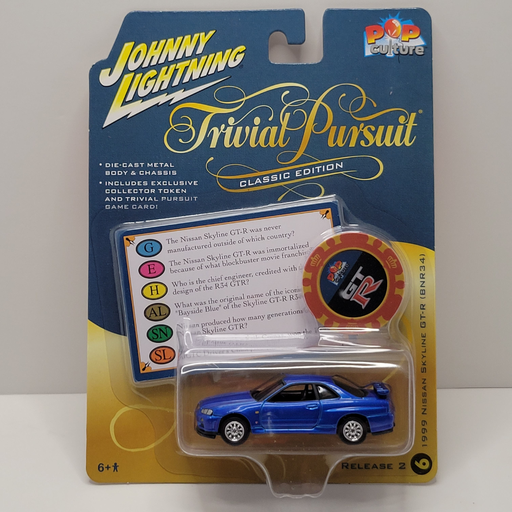 JOHNNY
LIGHTNING
POP
culture
Trivial Pursuit
CLASSIC EDITION
• DIE-CAST METAL
BODY & CHASSIS
• INCLUDES EXCLUSIVE
COLLECTOR TOKEN
AND TRIVIAL PURSUIT
GAME CARD!
G The Nissan Skyline GT-R was never
manufactured outside of which country?
E The Nissan Skyline GT-R was immortalized
because of what blockbuster movie franchise
H Who is the chief engineer, credited with
design of the R34 GTR?
AL What was the original name of the iconic
"Bayside Blue" of the Skyline GT-R
SN produced how many generations
Skyline GTR?
SL the
POP
GT
R
1999 NISSAN SKYLINE GT-R (BNR34)
6+
RELEASE 2
6